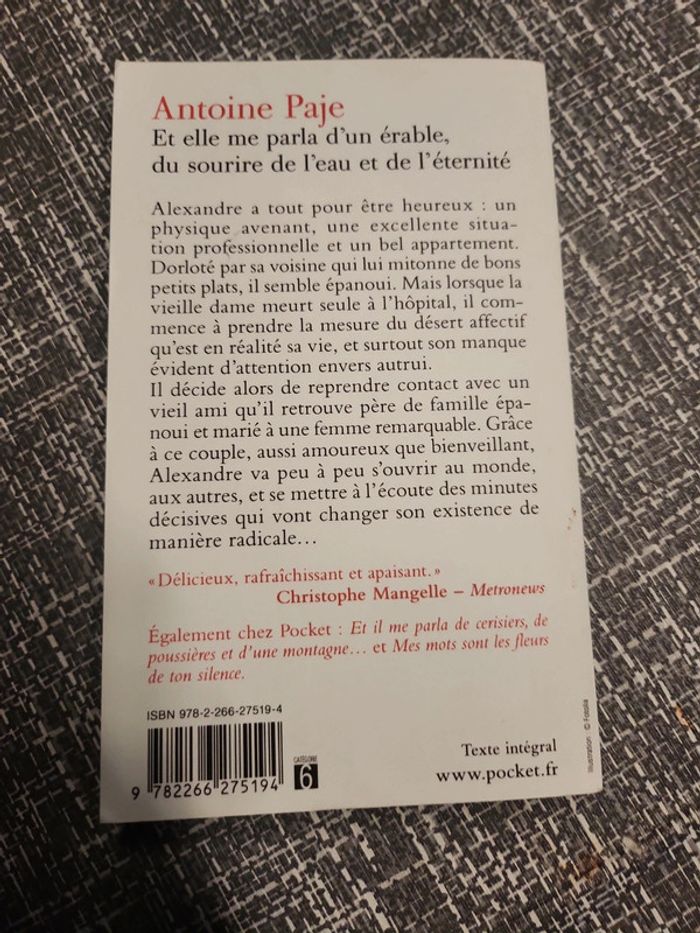 Antoine Paje
Et elle me parla d'un érable,
du sourire de l'eau et de l'éternité
Alexandre a tout pour être heureux : un
physique avenant, une excellente situa-
tion professionnelle et un bel appartement.
Dorloté par sa voisine qui lui mitonne de bons
petits plats, il semble épanoui. Mais lorsque la
vieille dame meurt seule à l'hôpital, il com-
mence à prendre la mesure du désert affectif
qu'est en réalité sa vie, et surtout son manque
évident d'attention envers autrui.
Il décide alors de reprendre contact avec un
vieil ami qu'il retrouve père de famille épa-
noui et marié à une femme remarquable. Grâce
à ce couple, aussi amoureux que bienveillant,
Alexandre va peu à peu s'ouvrir au monde,
aux autres, et se mettre à l'écoute des minutes
décisives qui vont changer son existence de
manière radicale…
« Délicieux, rafraîchissant et apaisant. »
Christophe Mangelle – Metronews
Également chez Pocket : Et il me parla de cerisiers, de
poussières et d'une montagne… et Mes mots sont les fleurs
de ton silence.
ISBN 978-2-266-27519-4
9 782266 275194
CATÉGORIE
6
Texte intégral
www.pocket.fr
Illustration : © Fotolia